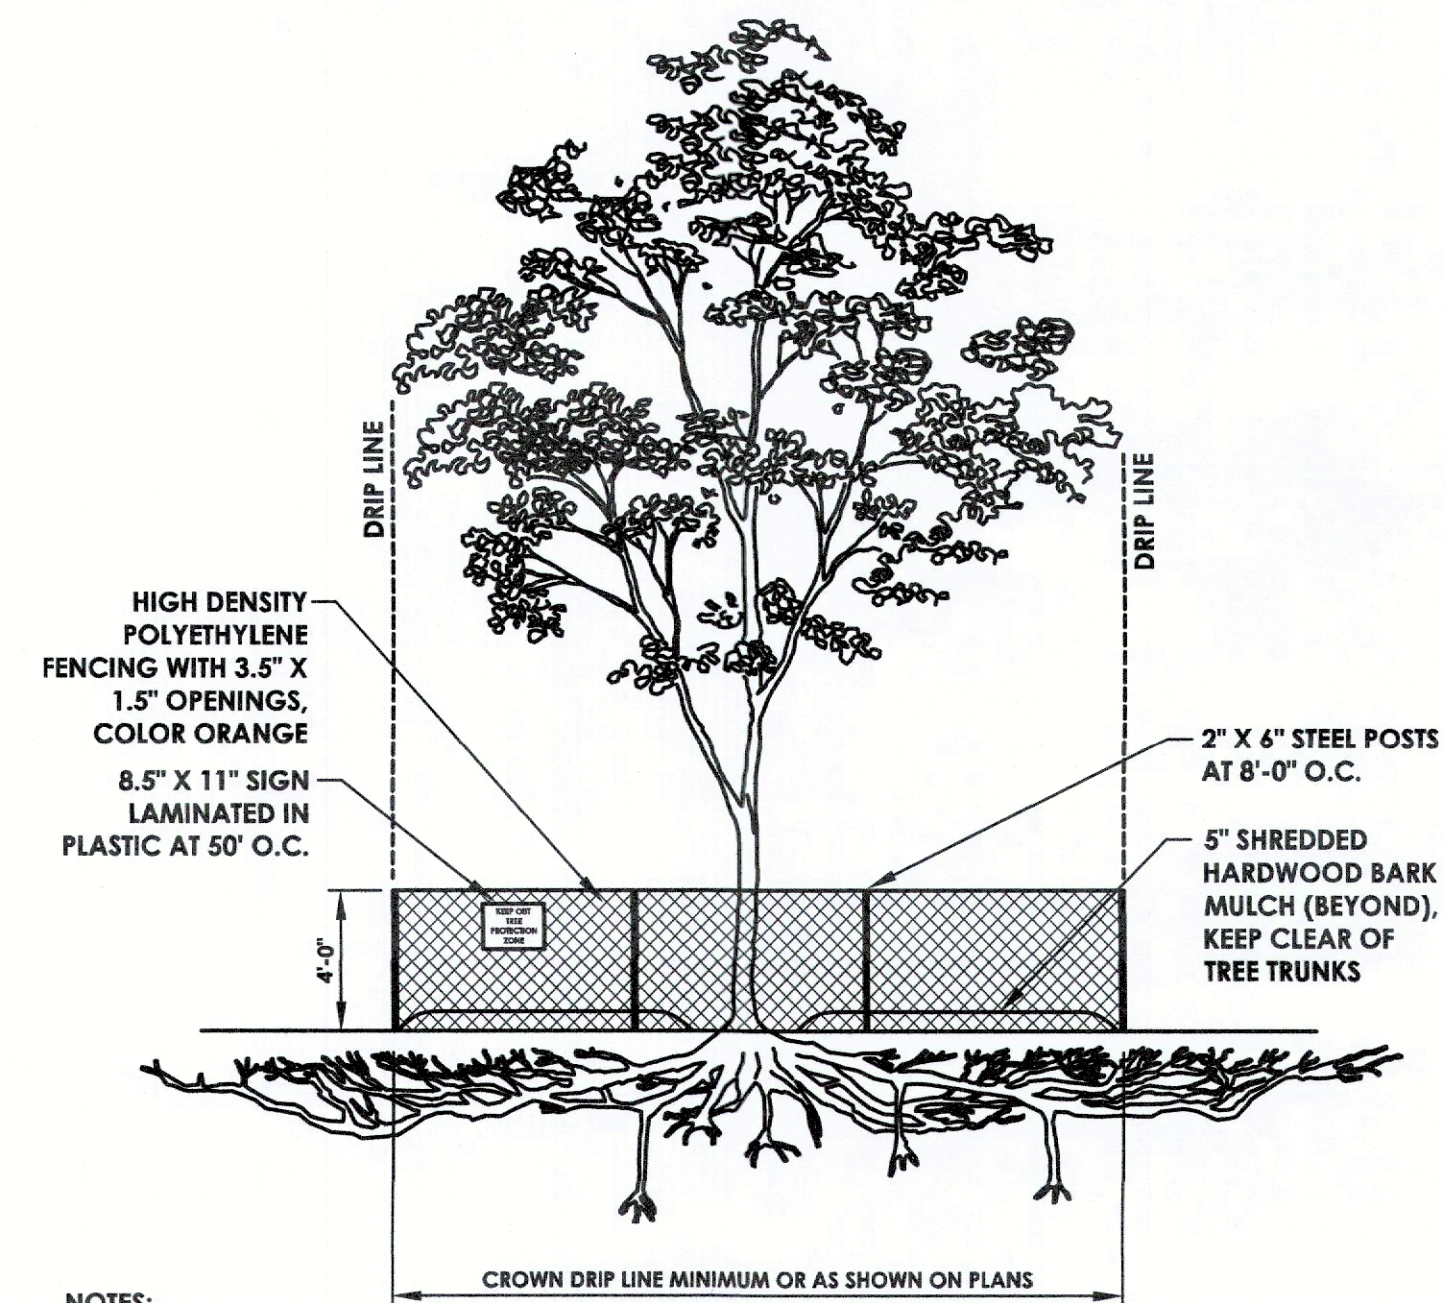 DRIP LINE
DRIP LINE
HIGH DENSITY
POLYETHYLENE
FENCING WITH 3.5" X
1.5" OPENINGS,
COLOR ORANGE
8.5" X 11" SIGN
LAMINATED IN
PLASTIC AT 50' O.C.
2" X 6" STEEL POSTS
AT 8'-0" O.C.
5" SHREDDED
HARDWOOD BARK
MULCH (BEYOND),
KEEP CLEAR OF
TREE TRUNKS
KEEP OUT
TREE
PROTECTION
ZONE
4'-0"
CROWN DRIP LINE MINIMUM OR AS SHOWN ON PLANS
NOTES: